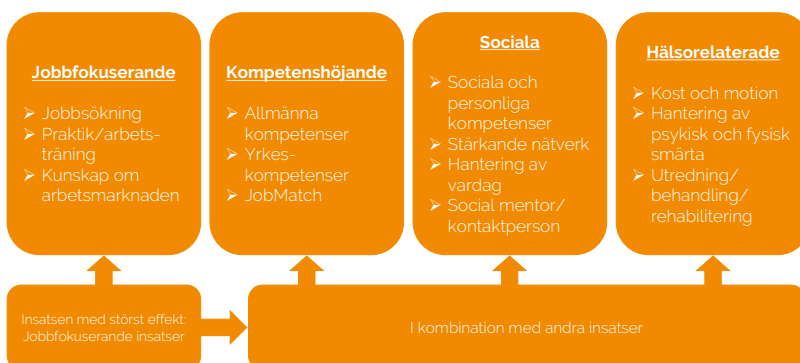 Jobbfokuserande
➢ Jobbsökning
➢ Praktik/arbets-
träning
➢ Kunskap om
arbetsmarknaden
Kompetenshöjande
➢ Allmänna
kompetenser
➢ Yrkes-
kompetenser
➢ JobMatch
Sociala
➢ Sociala och
personliga
kompetenser
➢ Stärkande nätverk
➢ Hantering av
vardag
➢ Social mentor/
kontaktperson
Hälsorelaterade
➢ Kost och motion
➢ Hantering av
psykisk och fysisk
smärta
➢ Utredning/
behandling/
rehabilitering
Insatsen med störst effekt:
Jobbfokuserande insatser
I kombination med andra insatser